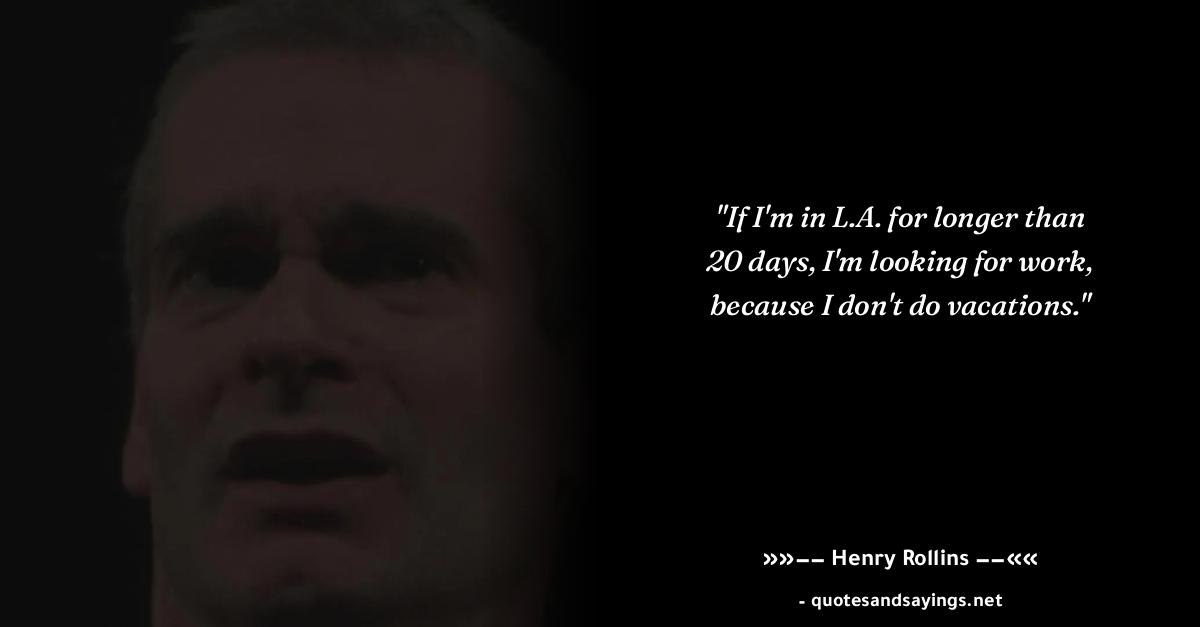 "If I'm in L.A. for longer than
20 days, I'm looking for work,
because I don't do vacations."
»»−− Henry Rollins −−««
- quotesandsayings.net